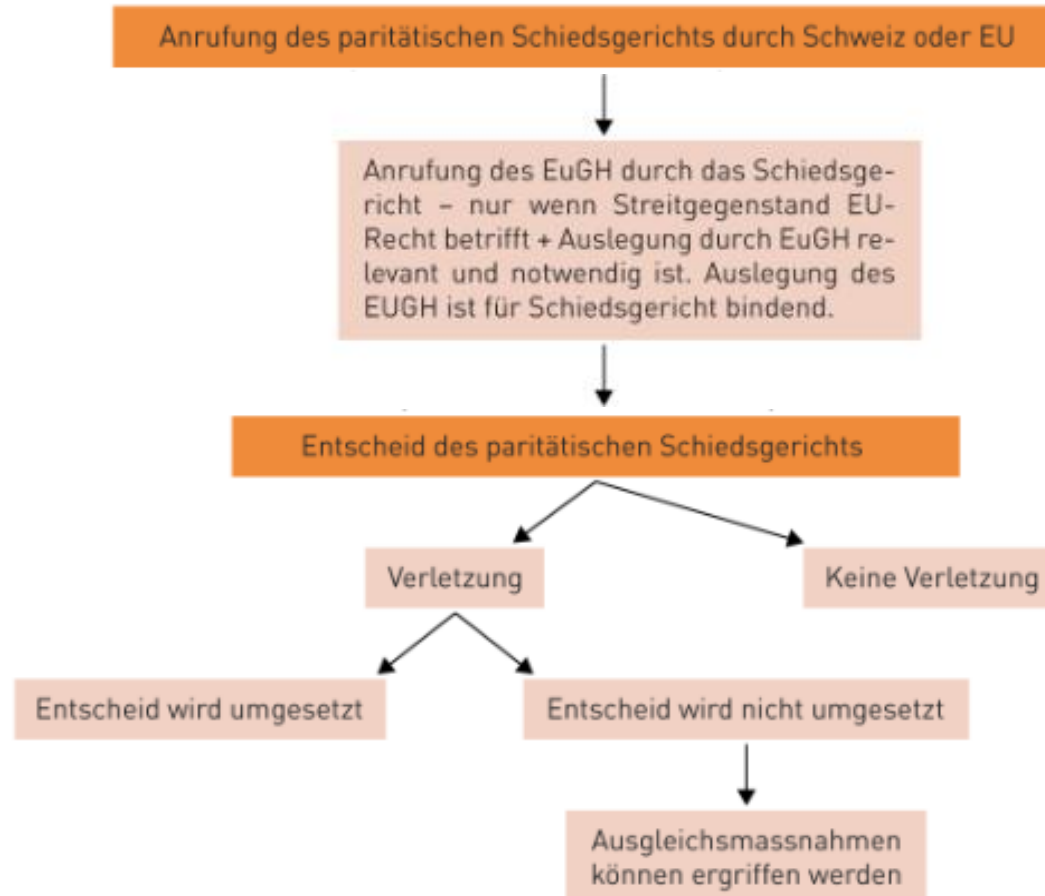 Anrufung des paritätischen Schiedsgerichts durch Schweiz oder EU
Anrufung des EuGH durch das Schiedsge-
richt – nur wenn Streitgegenstand EU-
Recht betrifft + Auslegung durch EuGH re-
levant und notwendig ist. Auslegung des
EUGH ist für Schiedsgericht bindend.
Entscheid des paritätischen Schiedsgerichts
Verletzung
Keine Verletzung
Entscheid wird umgesetzt
Entscheid wird nicht umgesetzt
Ausgleichsmassnahmen
können ergriffen werden